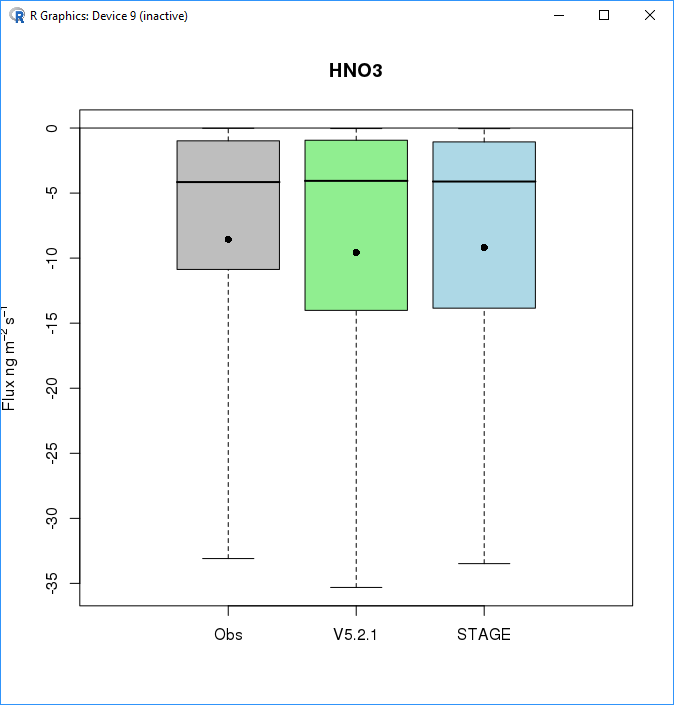 R Graphics: Device 9 (inactive)
HNO3
0
-5
-10
-15
-20
-25
-30
-35
Flux ng m⁻² s⁻¹
Obs V5.2.1 STAGE